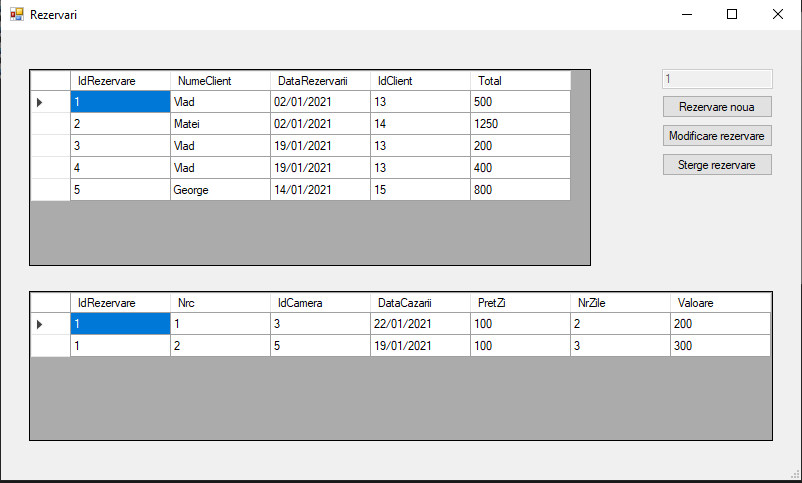 Rezervari
IdRezervare NumeClient DataRezervarii IdClient Total
1 Vlad 02/01/2021 13 500
2 Matei 02/01/2021 14 1250
3 Vlad 19/01/2021 13 200
4 Vlad 19/01/2021 13 400
5 George 14/01/2021 15 800
1
Rezervare noua
Modificare rezervare
Sterge rezervare
IdRezervare Nrc IdCamera DataCazarii PretZi NrZile Valoare
1 1 3 22/01/2021 100 2 200
1 2 5 19/01/2021 100 3 300